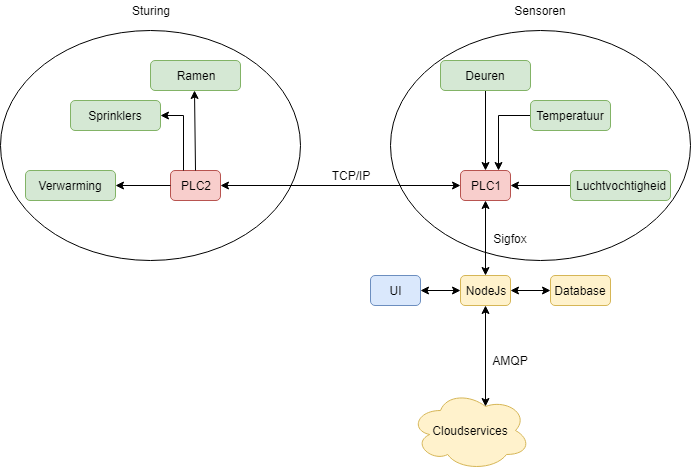 Sturing
Sensoren
Ramen
Deuren
Sprinklers
Temperatuur
Verwarming
PLC2
TCP/IP
PLC1
Luchtvochtigheid
Sigfox
UI
NodeJs
Database
AMQP
Cloudservices